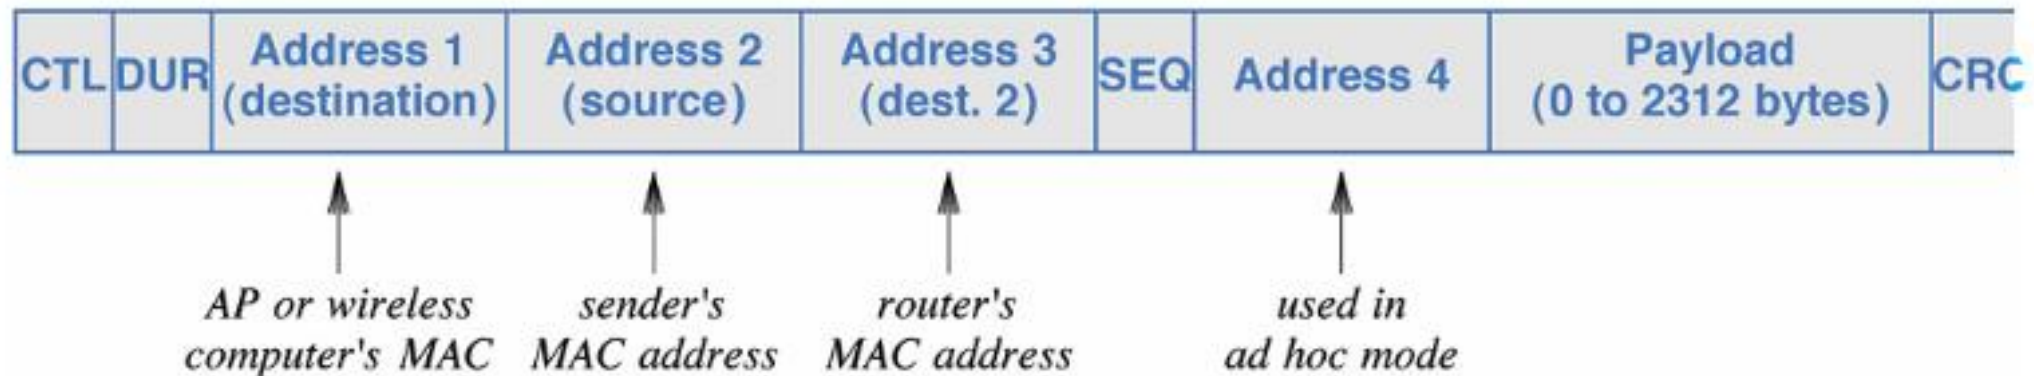 CTL
DUR
Address 1
(destination)
Address 2
(source)
Address 3
(dest. 2)
SEQ
Address 4
Payload
(0 to 2312 bytes)
CRC
AP or wireless
computer's MAC
sender's
MAC address
router's
MAC address
used in
ad hoc mode